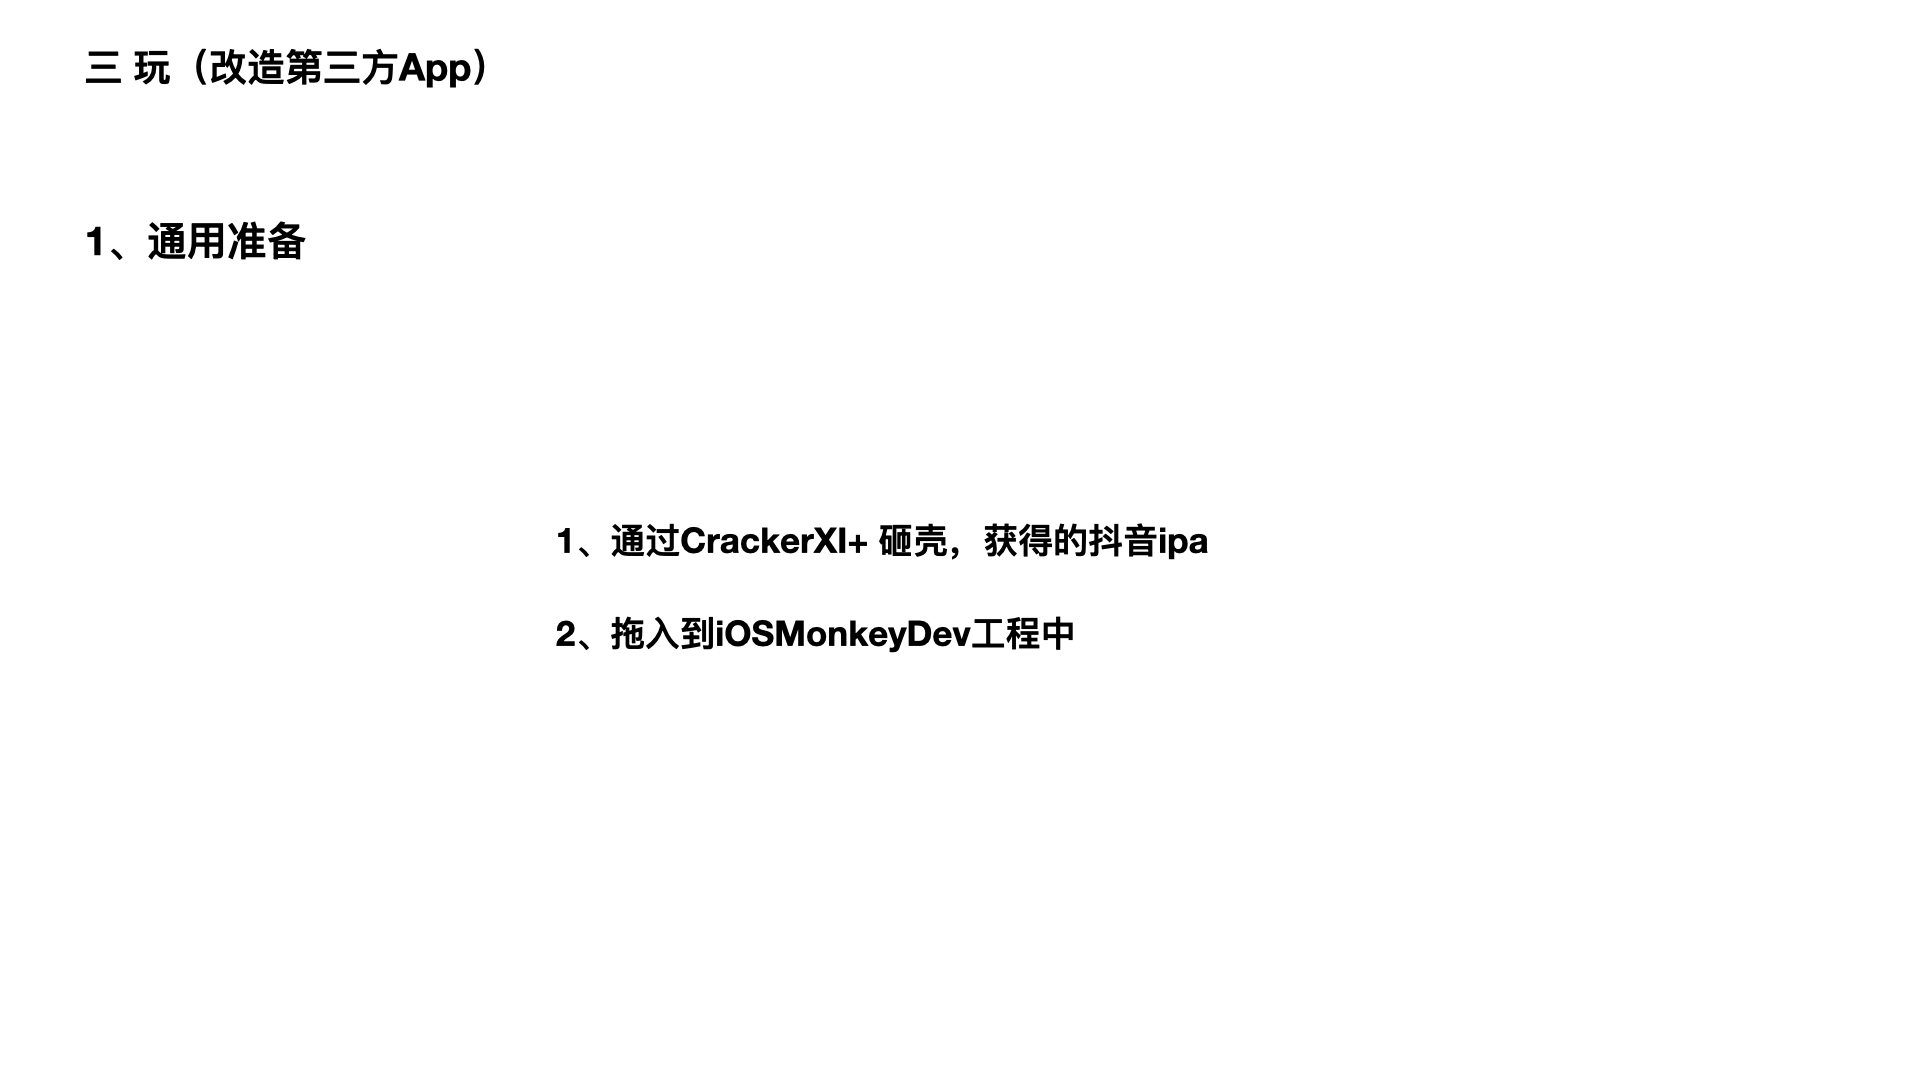 三 玩（改造第三方App）
1、通用准备
1、通过CrackerXI+ 砸壳，获得的抖音ipa
2、拖入到iOSMonkeyDev工程中